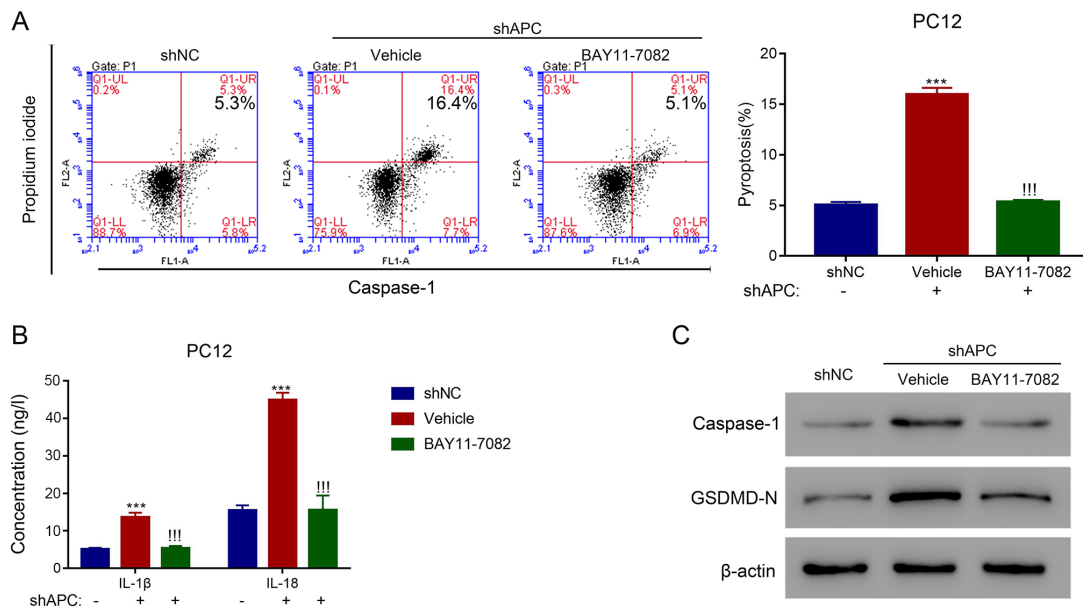 A
shAPC
shNC
Vehicle
BAY11-7082
Propidium iodide
Gate: P1
Q1-UL
0.2%
Q1-UR
5.3%
5.3%
Q1-LL
88.7%
Q1-LR
5.8%
FL2-A
FL1-A
Gate: P1
Q1-UL
0.1%
Q1-UR
16.4%
16.4%
Q1-LL
75.9%
Q1-LR
7.7%
FL2-A
FL1-A
Gate: P1
Q1-UL
0.3%
Q1-UR
5.1%
5.1%
Q1-LL
87.6%
Q1-LR
6.9%
FL2-A
FL1-A
Caspase-1
PC12
Pyroptosis(%)
20
15
10
5
0
***
!!!
shNC Vehicle BAY11-7082
shAPC: - + +
B
PC12
Concentration (ng/l)
50
40
30
20
10
0
***
!!!
***
!!!
IL-1β IL-18
shAPC: - + + - + +
shNC
Vehicle
BAY11-7082
C
shAPC
shNC Vehicle BAY11-7082
Caspase-1
GSDMD-N
β-actin